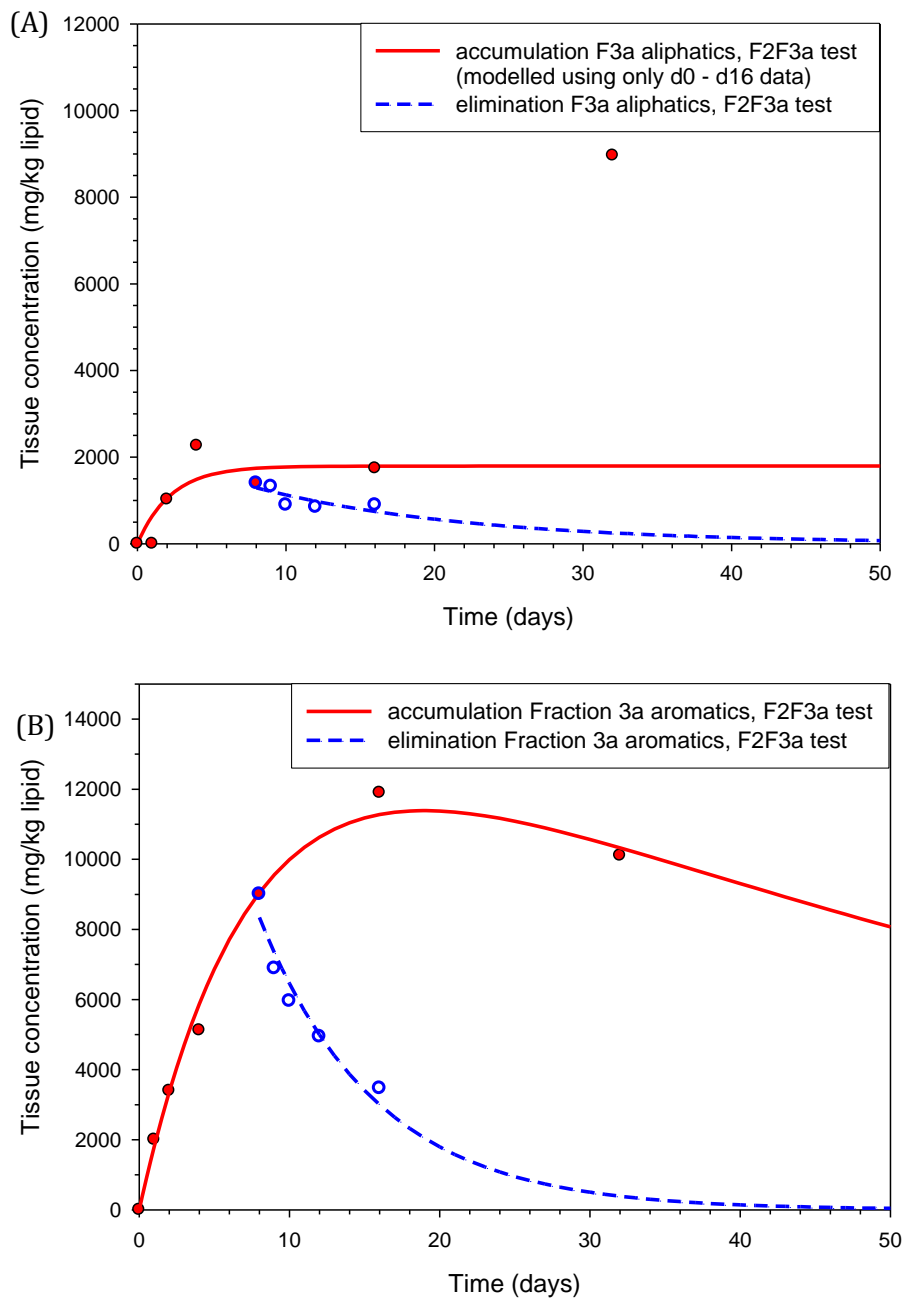 (A)
12000
10000
8000
6000
4000
2000
0
Tissue concentration (mg/kg lipid)
accumulation F3a aliphatics, F2F3a test
(modelled using only d0 - d16 data)
elimination F3a aliphatics, F2F3a test
0 10 20 30 40 50
Time (days)
(B)
14000
12000
10000
8000
6000
4000
2000
0
Tissue concentration (mg/kg lipid)
accumulation Fraction 3a aromatics, F2F3a test
elimination Fraction 3a aromatics, F2F3a test
0 10 20 30 40 50
Time (days)